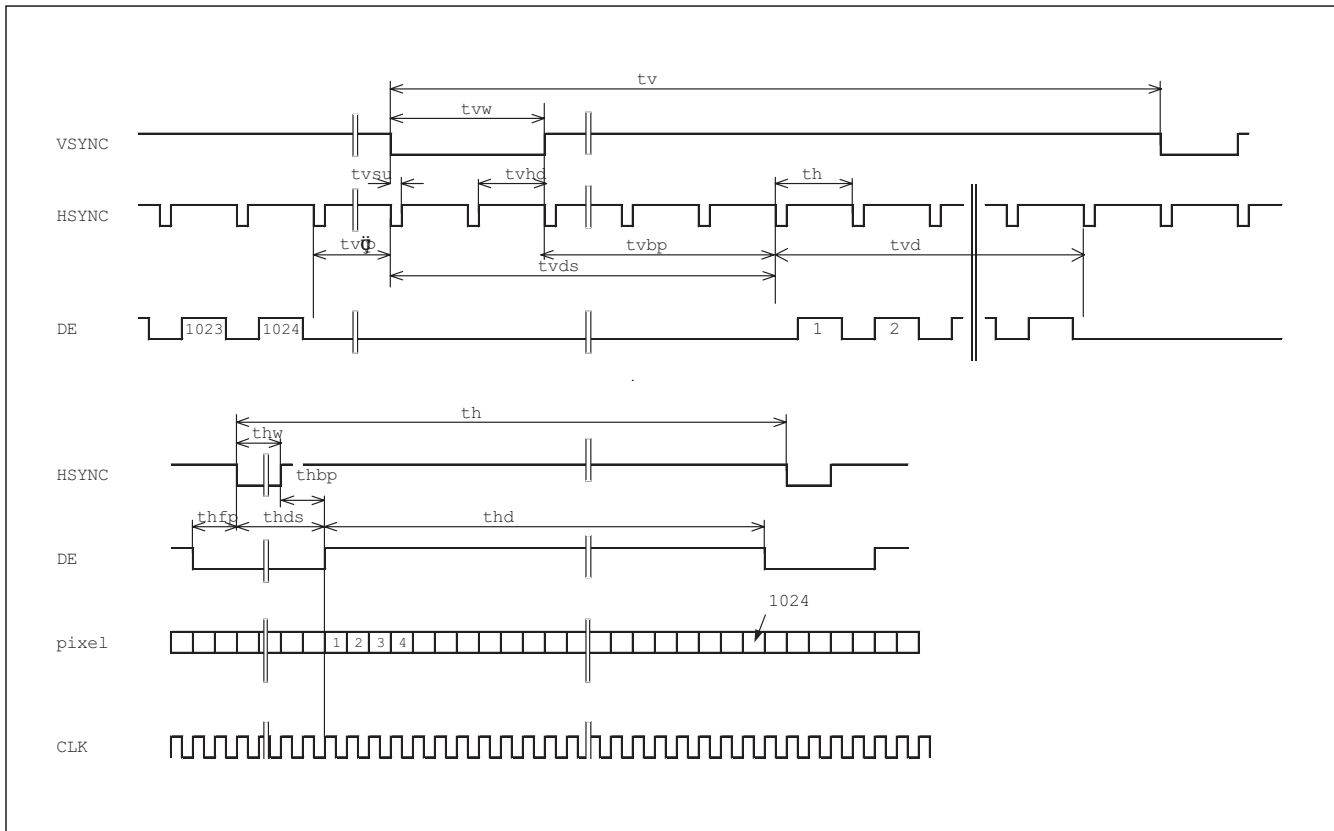 tv
tvw
VSYNC
tvsu
tvhd
th
HSYNC
tvbp
tvd
tvds
DE
1023
1024
1
2
th
thw
HSYNC
thbp
thfp
thds
thd
DE
1024
pixel
1 2 3 4
CLK